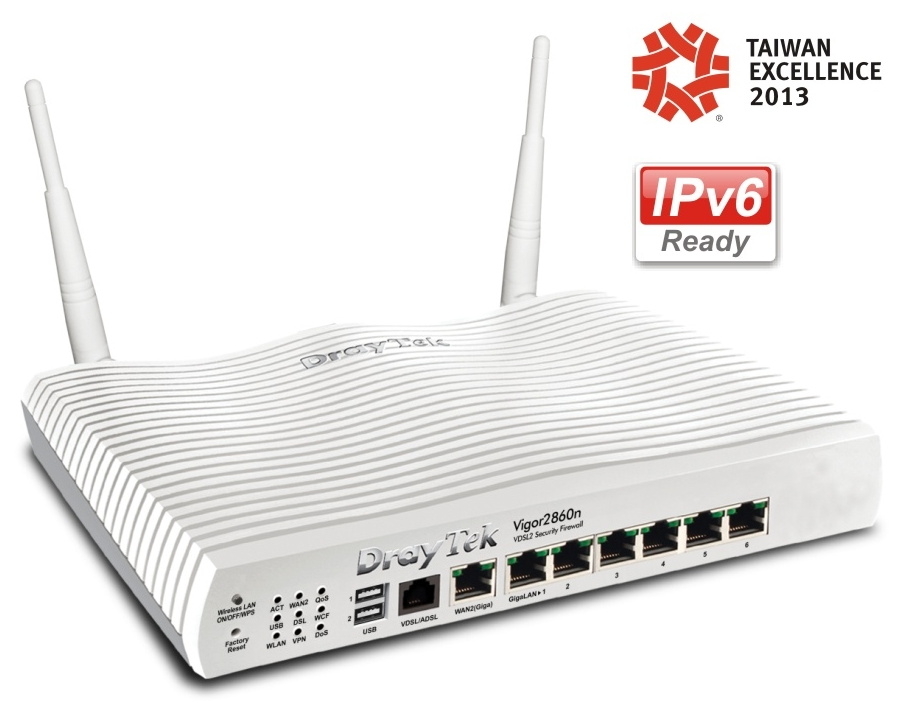 TAIWAN
EXCELLENCE
2013
®
IPv6
Ready
DrayTek
Vigor2860n
VDSL2 Security Firewall
DrayTek
Wireless LAN
ON/OFF/WPS
Factory
Reset
ACT WAN2 QoS
USB DSL WCF
WLAN VPN DoS
1
2
USB
VDSL/ADSL
WAN2(Giga)
GigaLAN 1 2 3 4 5 6